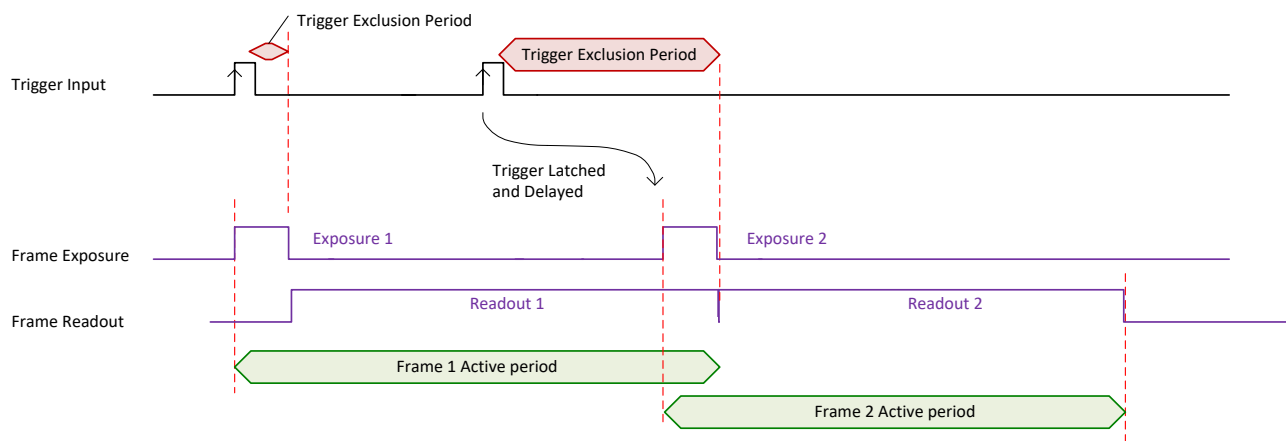 Trigger Exclusion Period
Trigger Exclusion Period
Trigger Input
Trigger Latched
and Delayed
Exposure 1
Exposure 2
Frame Exposure
Readout 1
Readout 2
Frame Readout
Frame 1 Active period
Frame 2 Active period